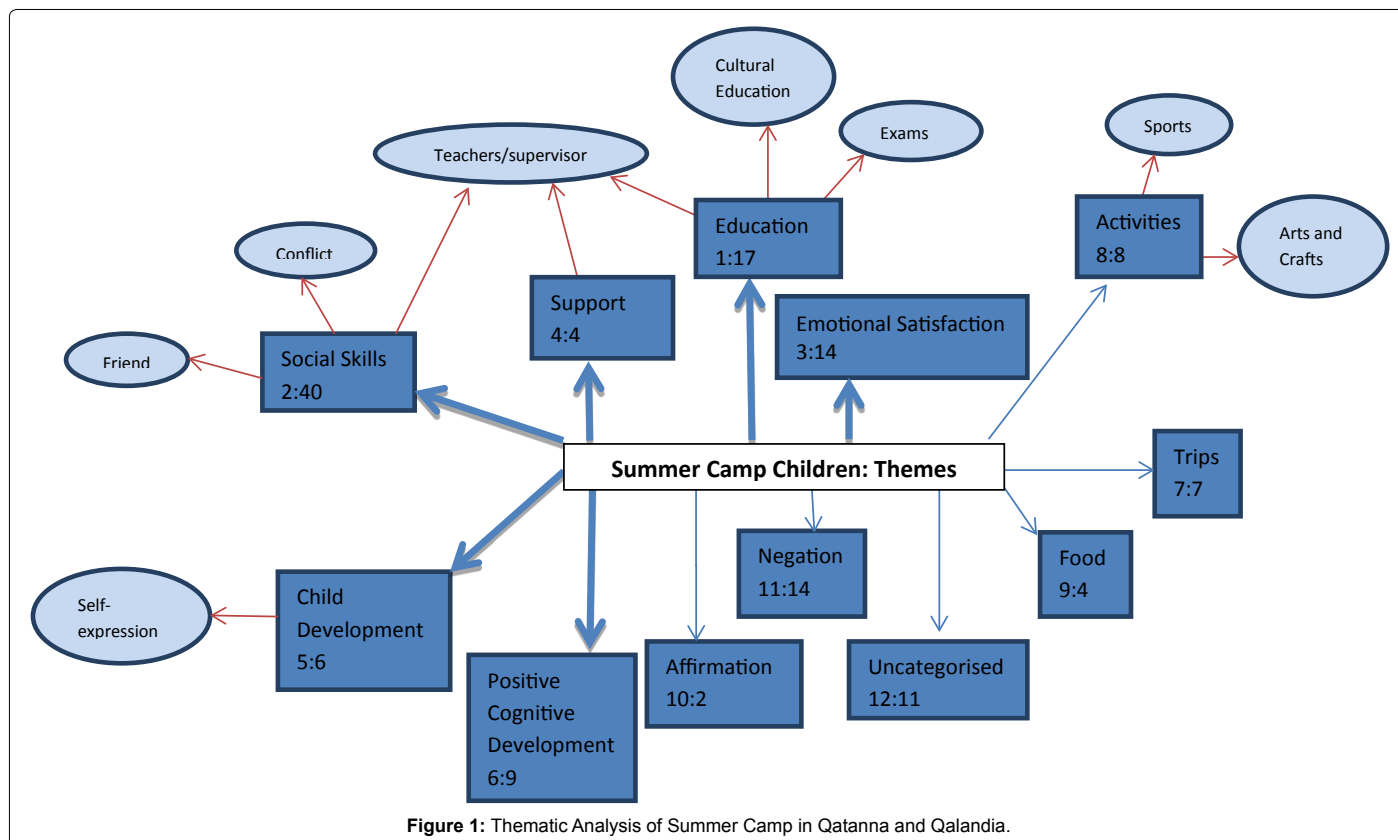 Cultural
Education
Exams
Sports
Teachers/supervisor
Education
1:17
Activities
8:8
Arts and
Crafts
Conflict
Support
4:4
Emotional Satisfaction
3:14
Friend
Social Skills
2:40
Summer Camp Children: Themes
Trips
7:7
Negation
11:14
Food
9:4
Self-
expression
Child
Development
5:6
Positive
Cognitive
Development
6:9
Affirmation
10:2
Uncategorised
12:11
Figure 1: Thematic Analysis of Summer Camp in Qatanna and Qalandia.